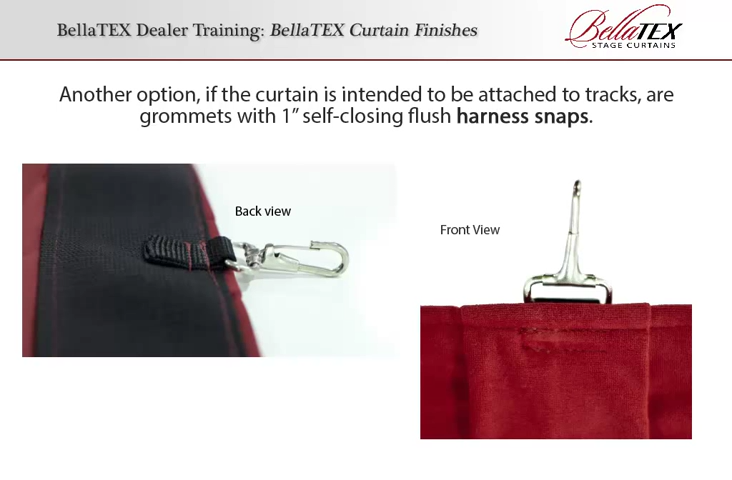 BellaTEX Dealer Training: BellaTEX Curtain Finishes
BellaTEX
STAGE CURTAINS
Another option, if the curtain is intended to be attached to tracks, are
grommets with 1” self-closing flush harness snaps.
Back view
Front View